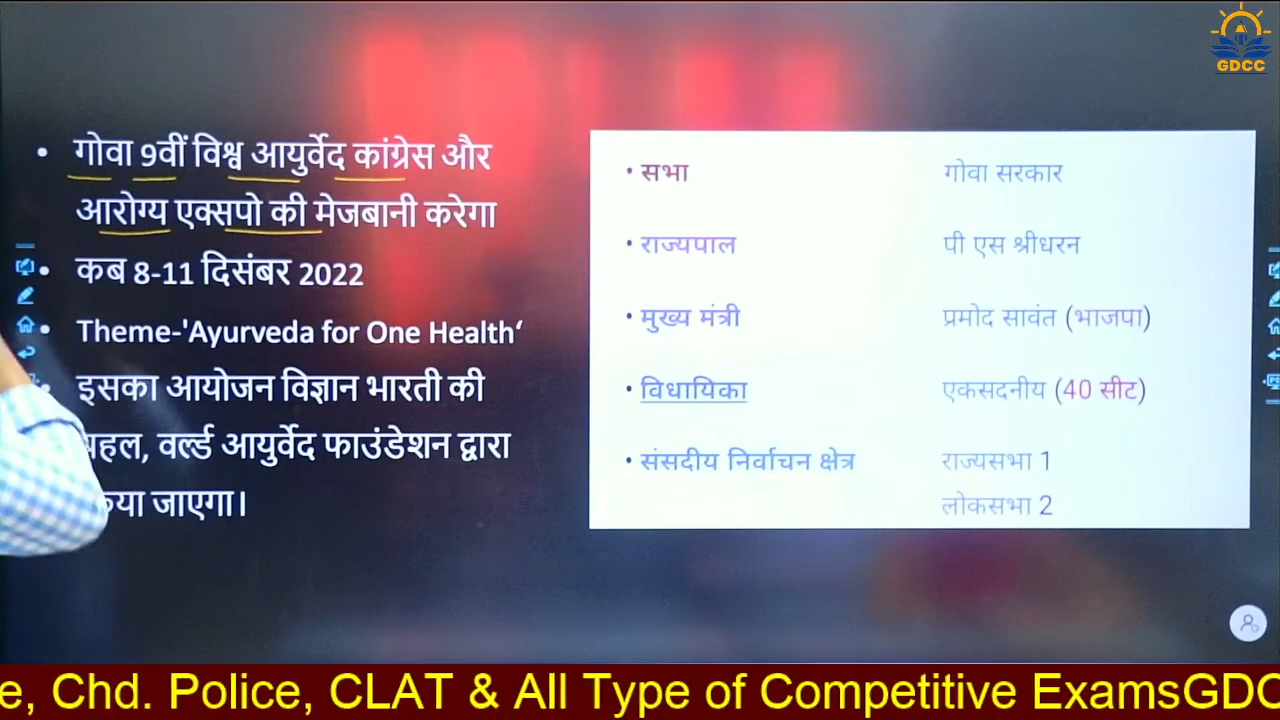 GDCC
• गोवा 9वीं विश्व आयुर्वेद कांग्रेस और
आरोग्य एक्सपो की मेजबानी करेगा
• कब 8-11 दिसंबर 2022
• Theme-'Ayurveda for One Health‘
• इसका आयोजन विज्ञान भारती की
पहल, वर्ल्ड आयुर्वेद फाउंडेशन द्वारा
किया जाएगा।
• सभा गोवा सरकार
• राज्यपाल पी एस श्रीधरन
• मुख्य मंत्री प्रमोद सावंत (भाजपा)
• विधायिका एकसदनीय (40 सीट)
• संसदीय निर्वाचन क्षेत्र राज्यसभा 1
लोकसभा 2
e, Chd. Police, CLAT & All Type of Competitive ExamsGDC